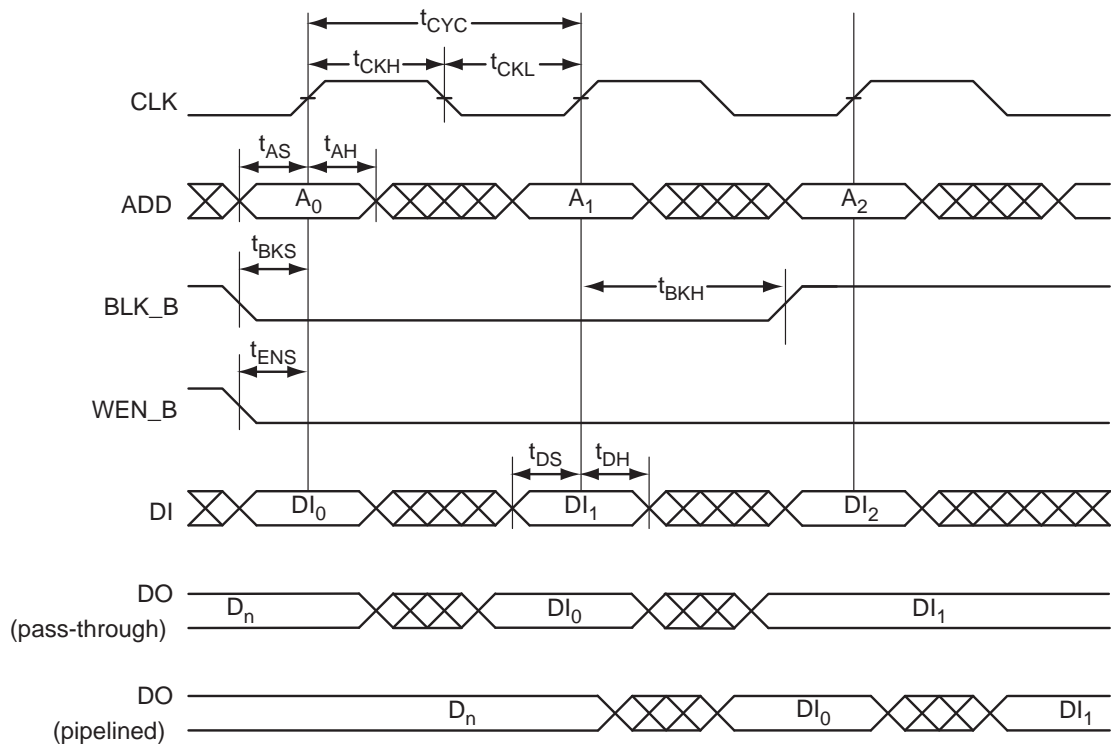 tCYC
tCKH tCKL
CLK
tAS tAH
ADD A0 A1 A2
tBKS
BLK_B tBKH
tENS
WEN_B
tDS tDH
DI DI0 DI1 DI2
DO
(pass-through) Dn DI0 DI1
DO
(pipelined) Dn DI0 DI1